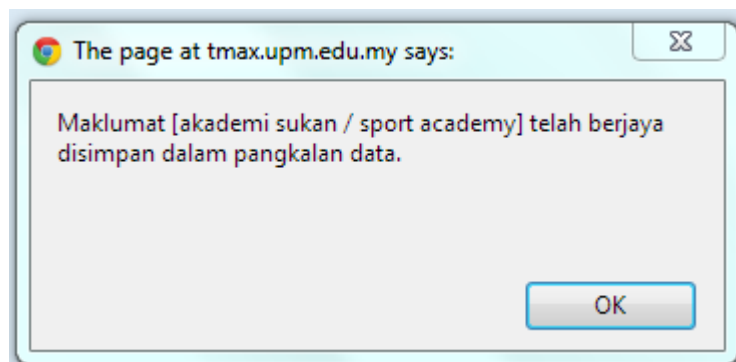 The page at tmax.upm.edu.my says:
Maklumat [akademi sukan / sport academy] telah berjaya
disimpan dalam pangkalan data.
OK